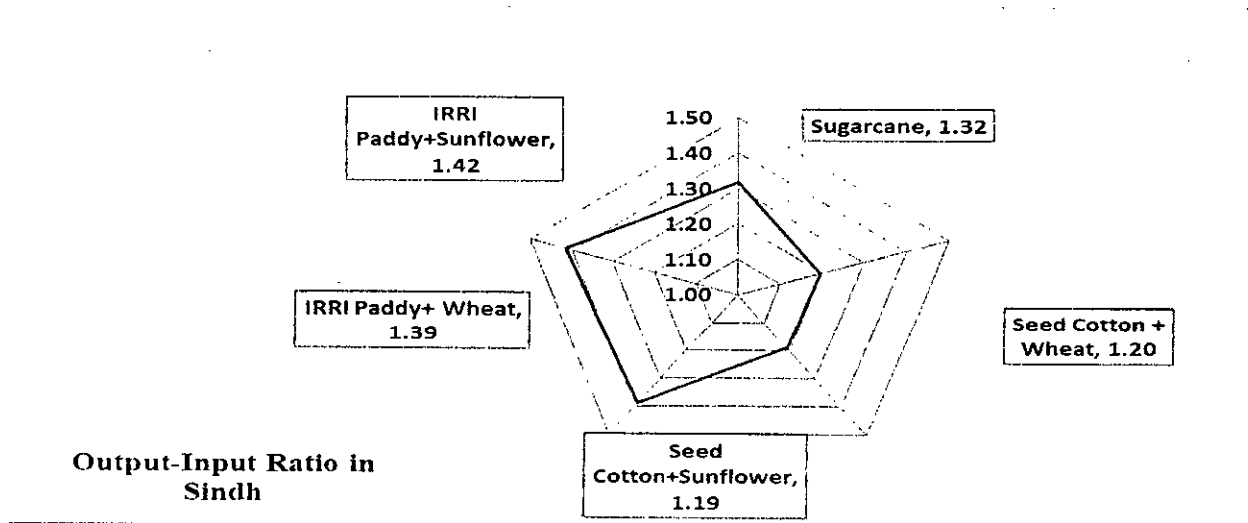 IRRI
Paddy+Sunflower,
1.42
1.50
1.40
1.30
1.20
1.10
1.00
Sugarcane, 1.32
IRRI Paddy+ Wheat,
1.39
Seed Cotton +
Wheat, 1.20
Seed
Cotton+Sunflower,
1.19
Output-Input Ratio in
Sindh